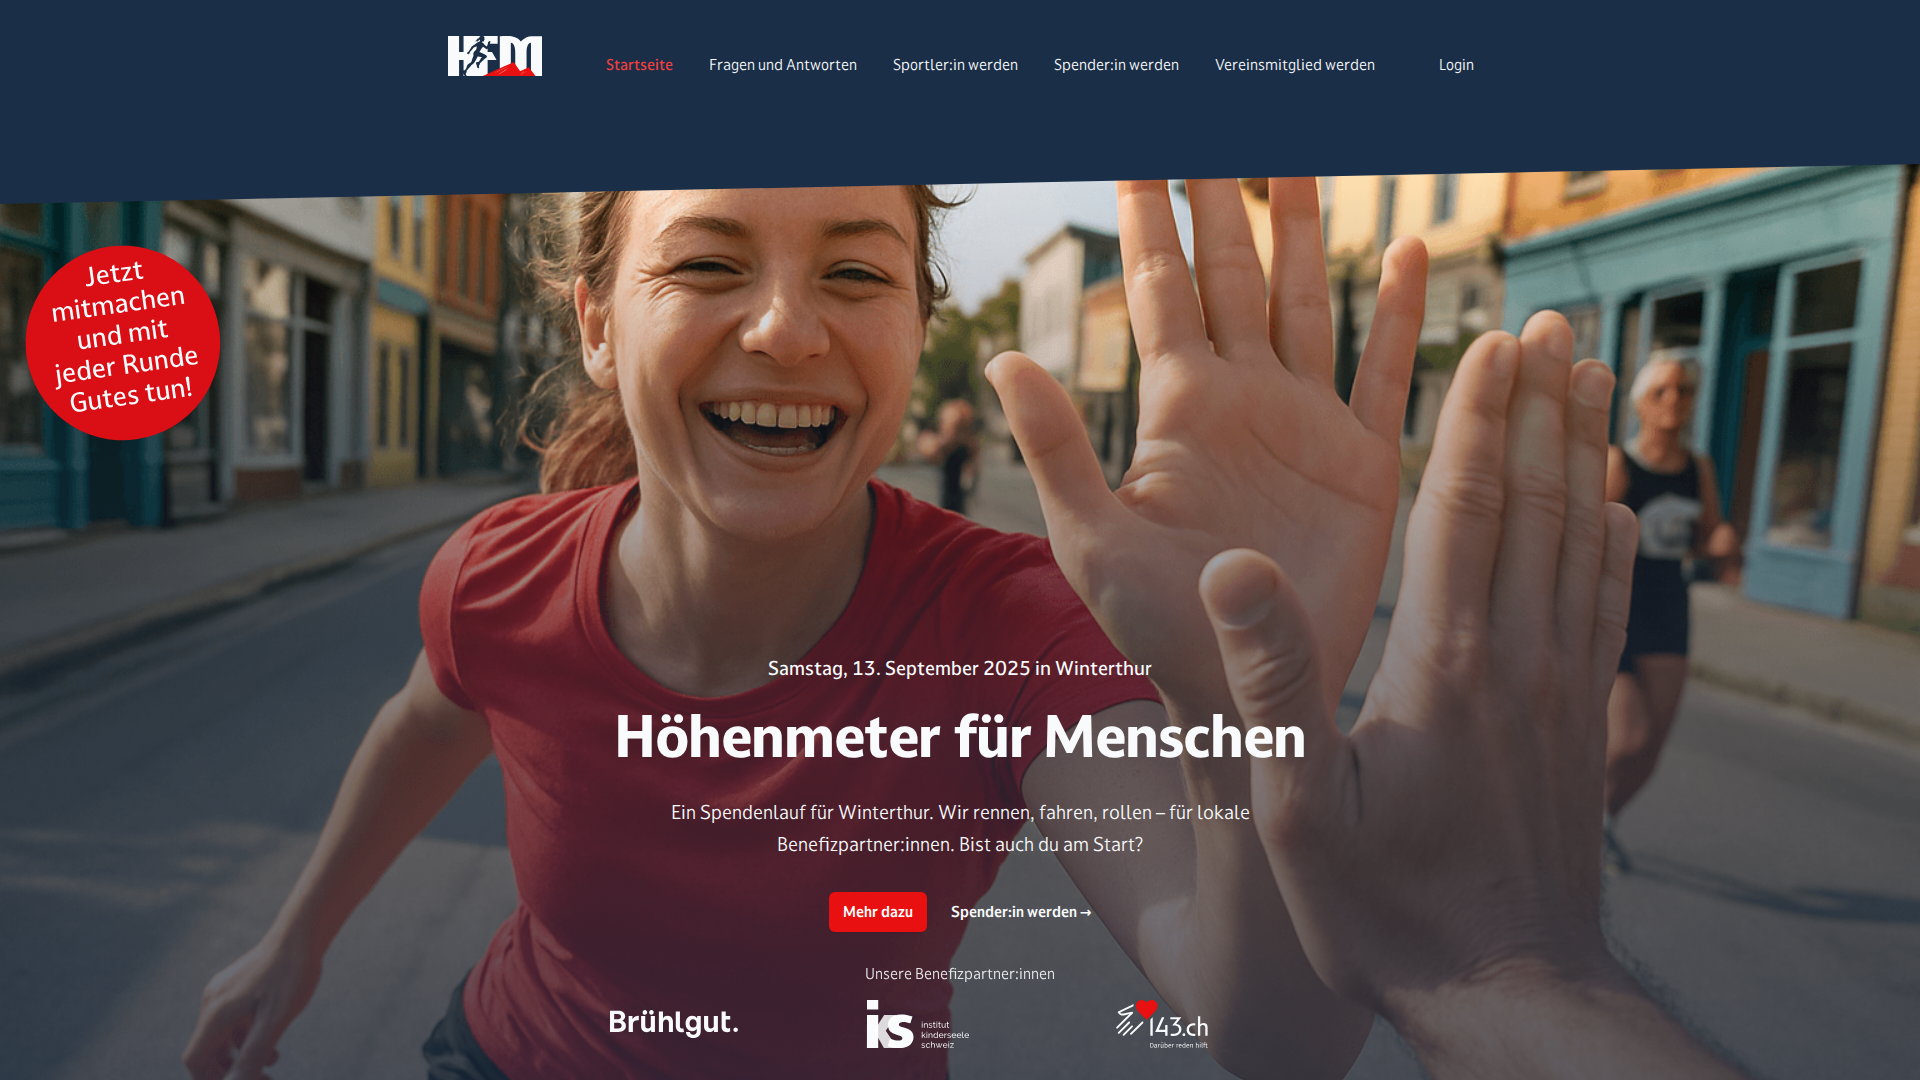 HFM
Startseite
Fragen und Antworten
Sportler:in werden
Spender:in werden
Vereinsmitglied werden
Login
Jetzt
mitmachen
und mit
jeder Runde
Gutes tun!
Samstag, 13. September 2025 in Winterthur
Höhenmeter für Menschen
Ein Spendenlauf für Winterthur. Wir rennen, fahren, rollen – für lokale
Benefizpartner:innen. Bist auch du am Start?
Mehr dazu
Spender:in werden →
Unsere Benefizpartner:innen
Brühlgut.
iks
institut
kinderseele
schweiz
143.ch
Darüber reden hilft